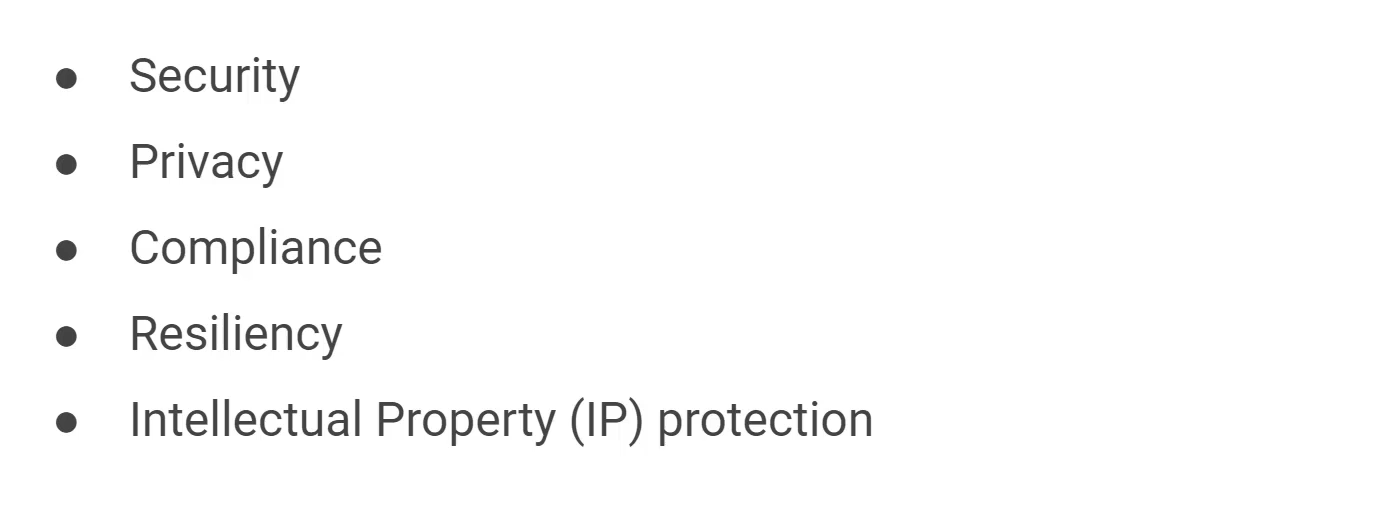 ● Security
● Privacy
● Compliance
● Resiliency
● Intellectual Property (IP) protection